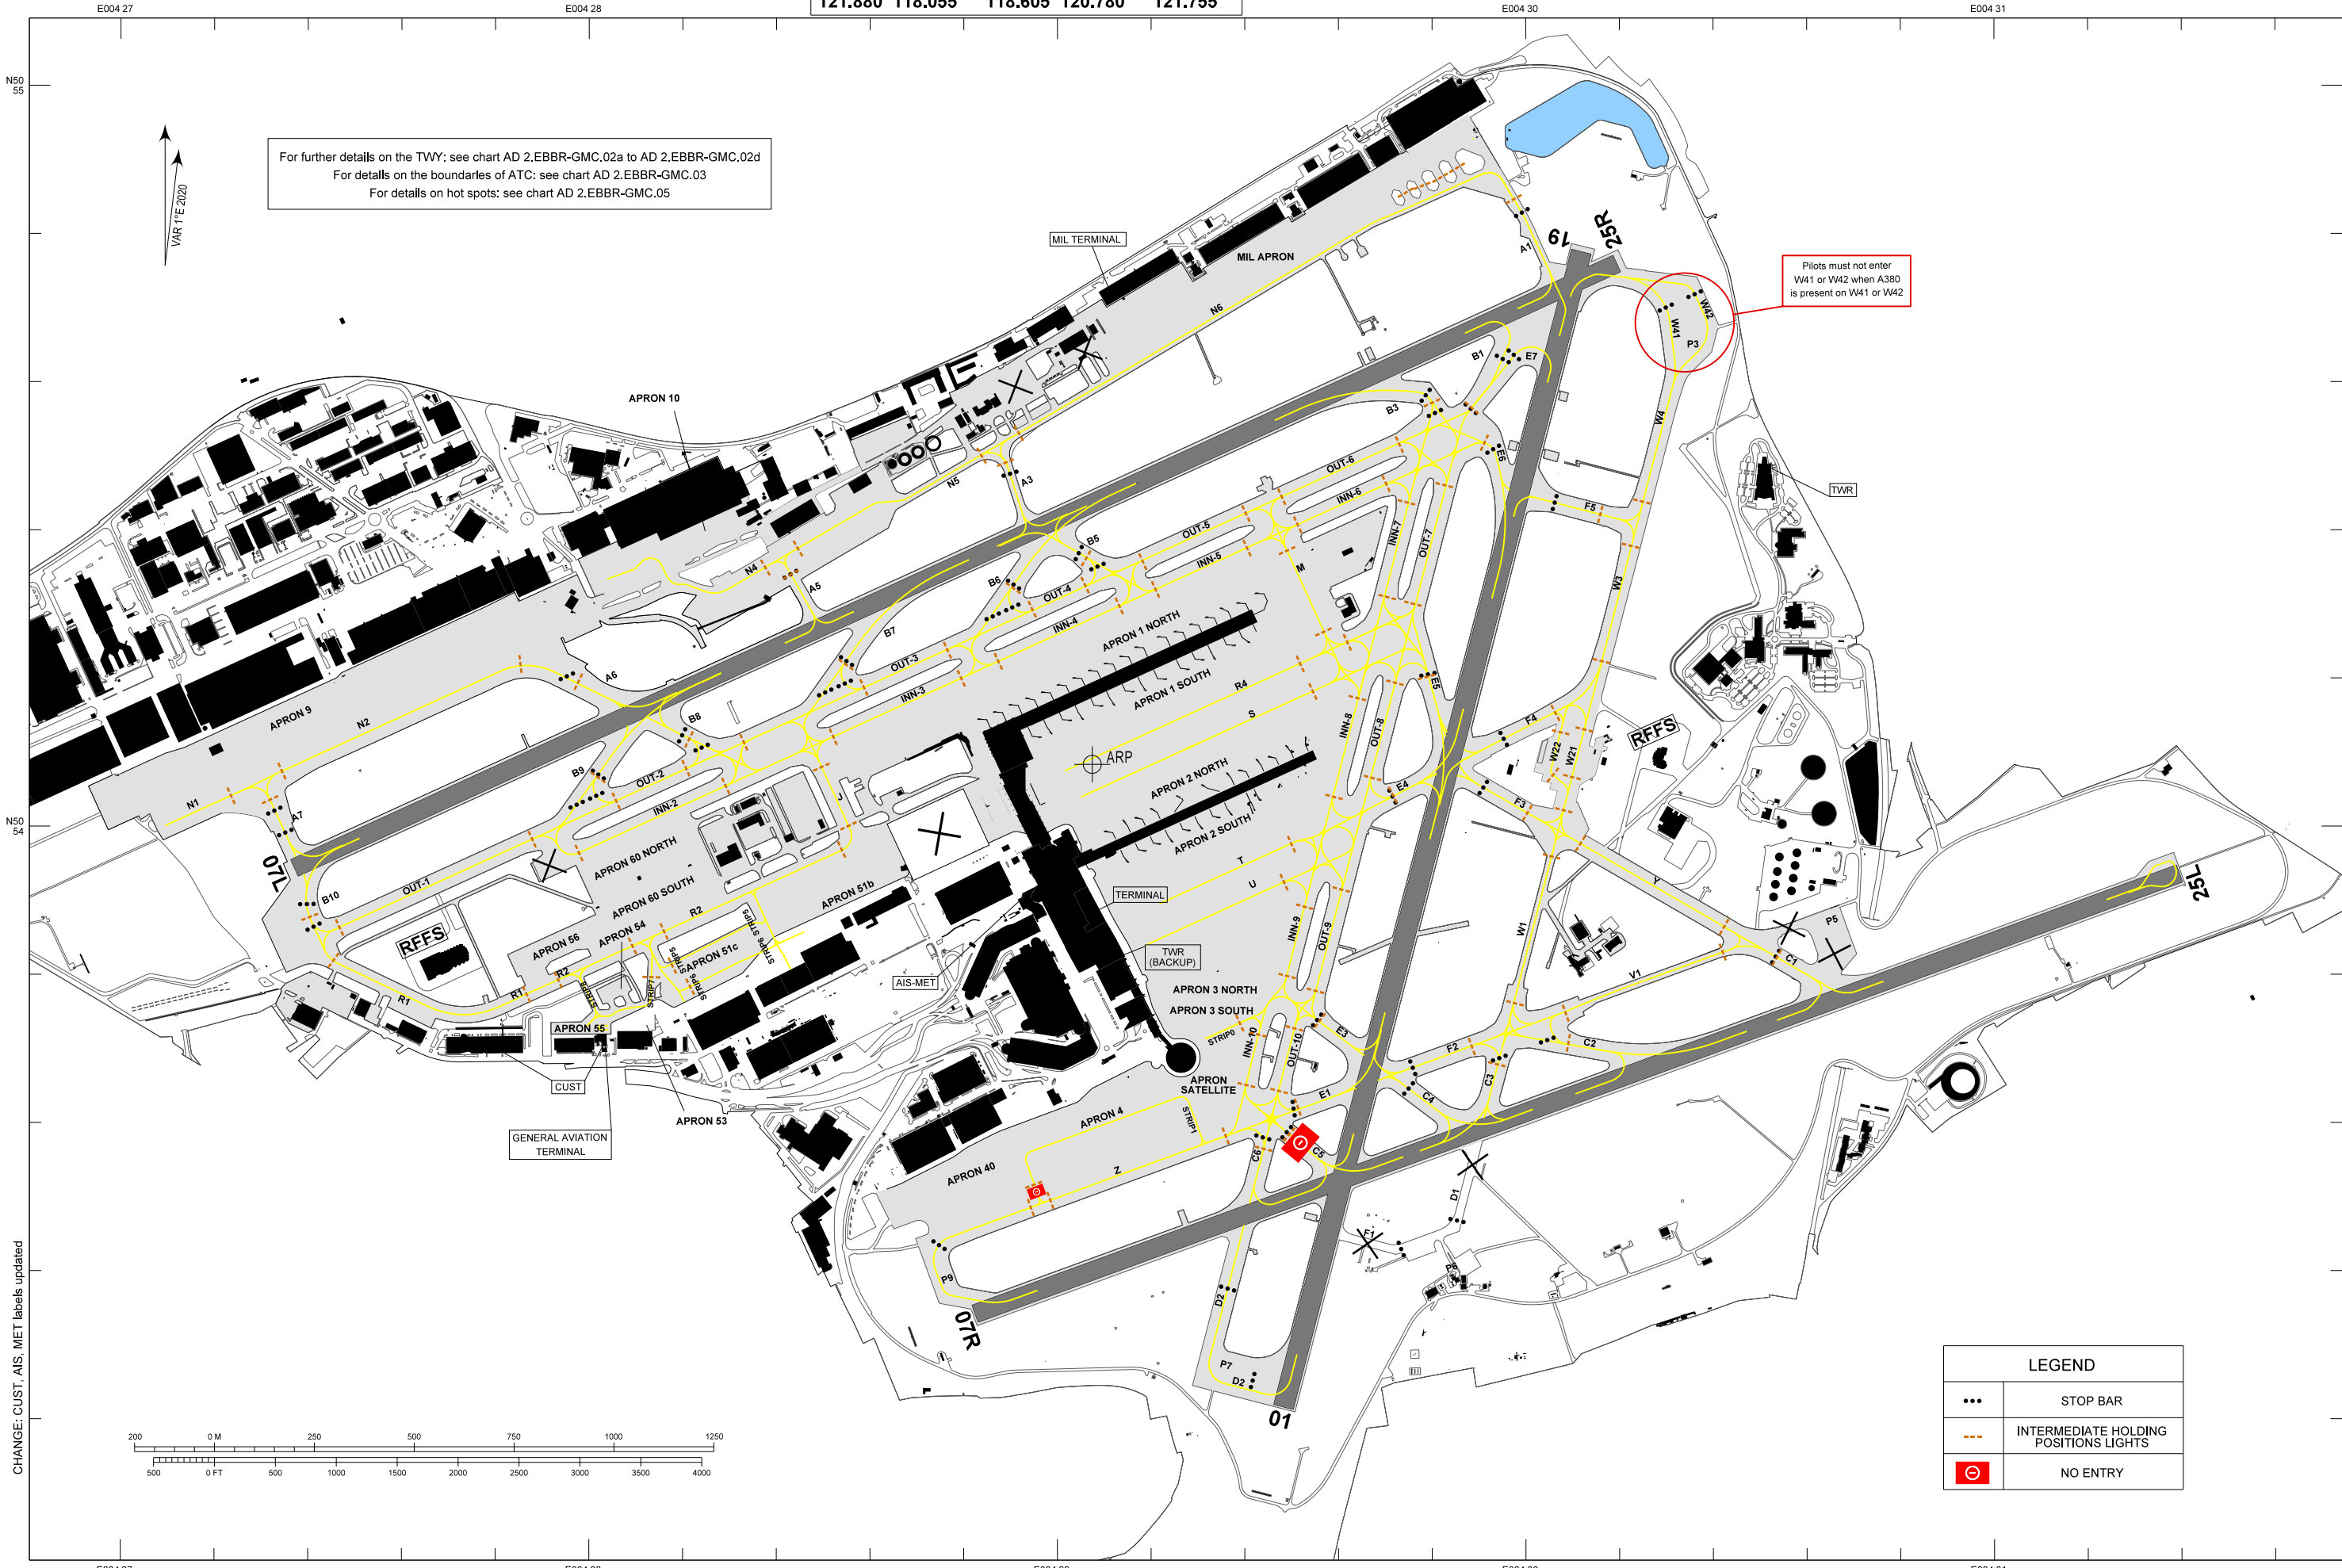 121.880 118.055 118.605 120.780 121.755
E004 27
E004 28
E004 30
E004 31
N50
55
N50
54
VAR 1°E 2020
For further details on the TWY: see chart AD 2.EBBR-GMC.02a to AD 2.EBBR-GMC.02d
For details on the boundaries of ATC: see chart AD 2.EBBR-GMC.03
For details on hot spots: see chart AD 2.EBBR-GMC.05
MIL TERMINAL
MIL APRON
A1
19
25R
Pilots must not enter
W41 or W42 when A380
is present on W41 or W42
W41
W42
P3
N6
B1
E7
APRON 10
B3
W4
E6
OUT-6
INN-6
TWR
N5
A3
F5
INN-7
OUT-7
OUT-5
INN-5
B5
M
N4
A5
B6
OUT-4
INN-4
W3
B7
APRON 1 NORTH
OUT-3
INN-3
APRON 1 SOUTH
R4
S
E5
A6
N2
APRON 9
B8
INN-8
OUT-8
F4
RFFS
W22
W21
ARP
B9
OUT-2
INN-2
APRON 2 NORTH
E4
F3
N1
A7
J
APRON 2 SOUTH
07L
APRON 60 NORTH
T
U
Y
OUT-1
APRON 60 SOUTH
R2
APRON 51b
TERMINAL
25L
B10
RFFS
APRON 56
APRON 54
STRIP5
STRIP6
STRIP5
STRIP6
APRON 51c
STRIP5
STRIP6
INN-9
OUT-9
W1
P5
C1
TWR
(BACKUP)
V1
AIS-MET
R2
R1
R1
STRIP7
APRON 3 NORTH
APRON 3 SOUTH
STRIP0
INN-10
OUT-10
E3
F2
C2
C3
APRON 55
CUST
APRON
SATELLITE
E1
C4
APRON 53
GENERAL AVIATION
TERMINAL
APRON 4
STRIP1
C6
C5
APRON 40
Z
D1
F1
P6
P9
D2
07R
P7
D2
01
CHANGE: CUST, AIS, MET labels updated
200 0 M 250 500 750 1000 1250
500 0 FT 500 1000 1500 2000 2500 3000 3500 4000
LEGEND
STOP BAR
INTERMEDIATE HOLDING
POSITIONS LIGHTS
NO ENTRY